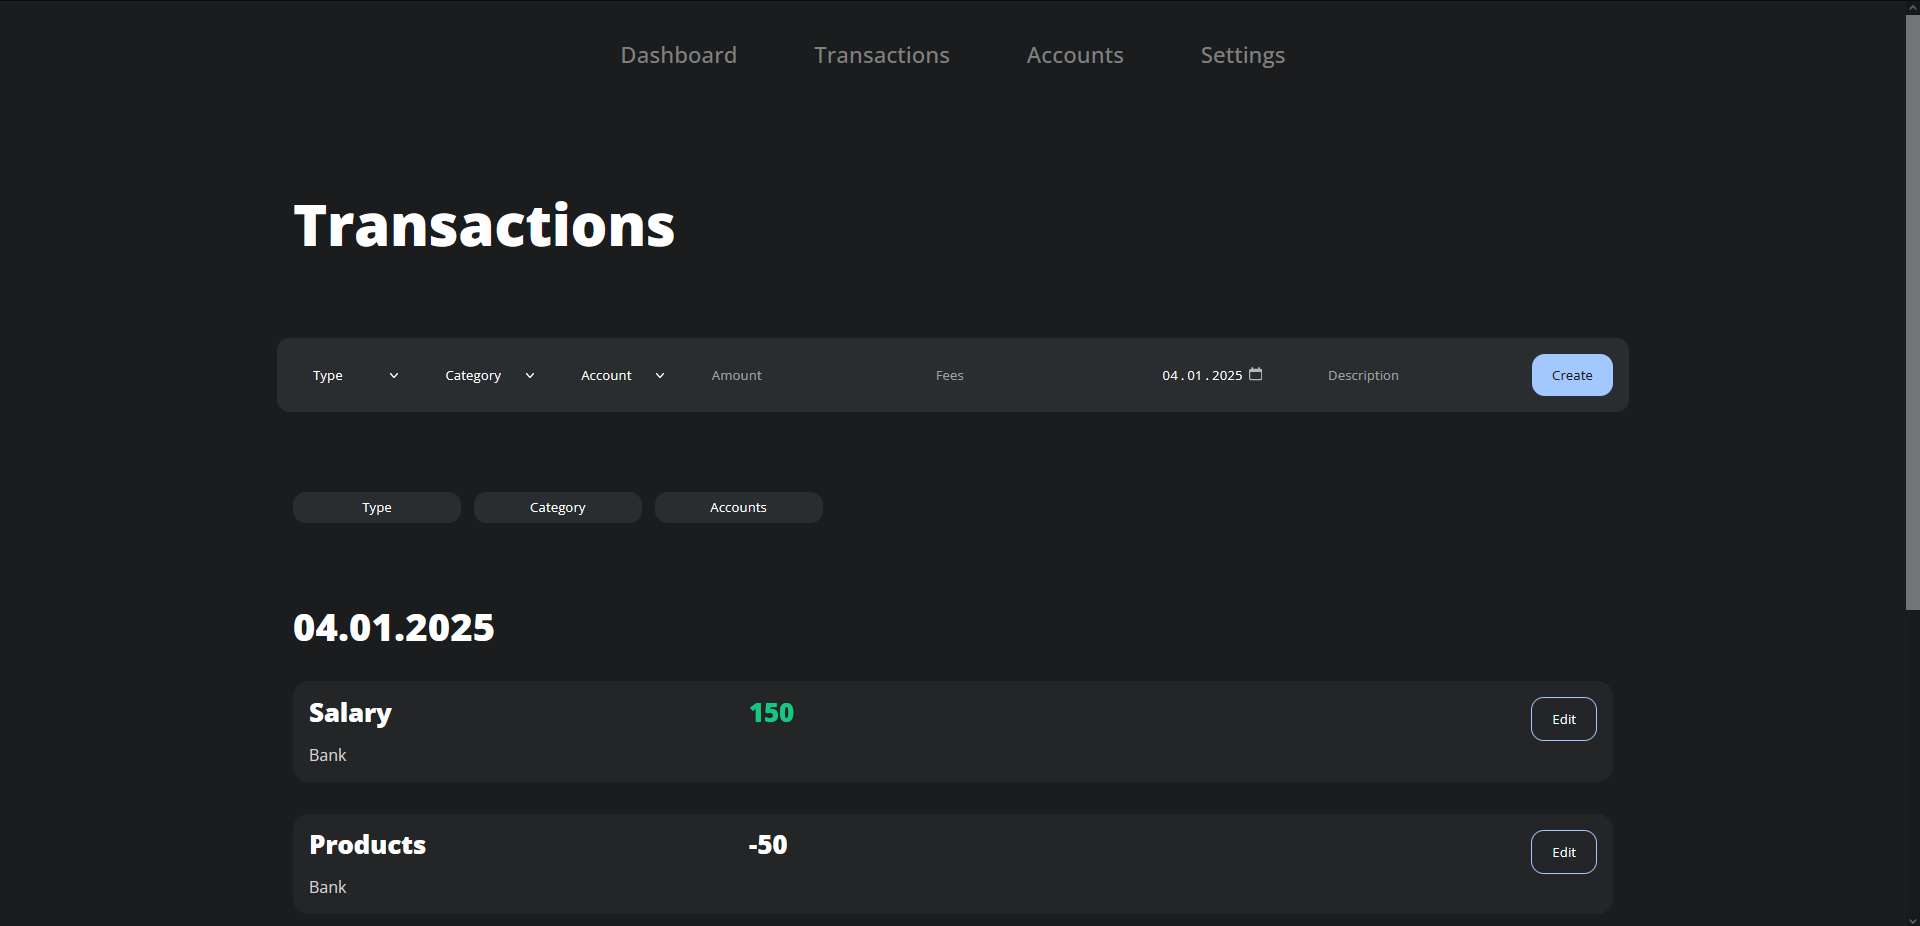 Dashboard Transactions Accounts Settings
Transactions
Type Category Account Amount Fees 04.01.2025 Description Create
Type Category Accounts
04.01.2025
Salary 150 Edit
Bank
Products -50 Edit
Bank